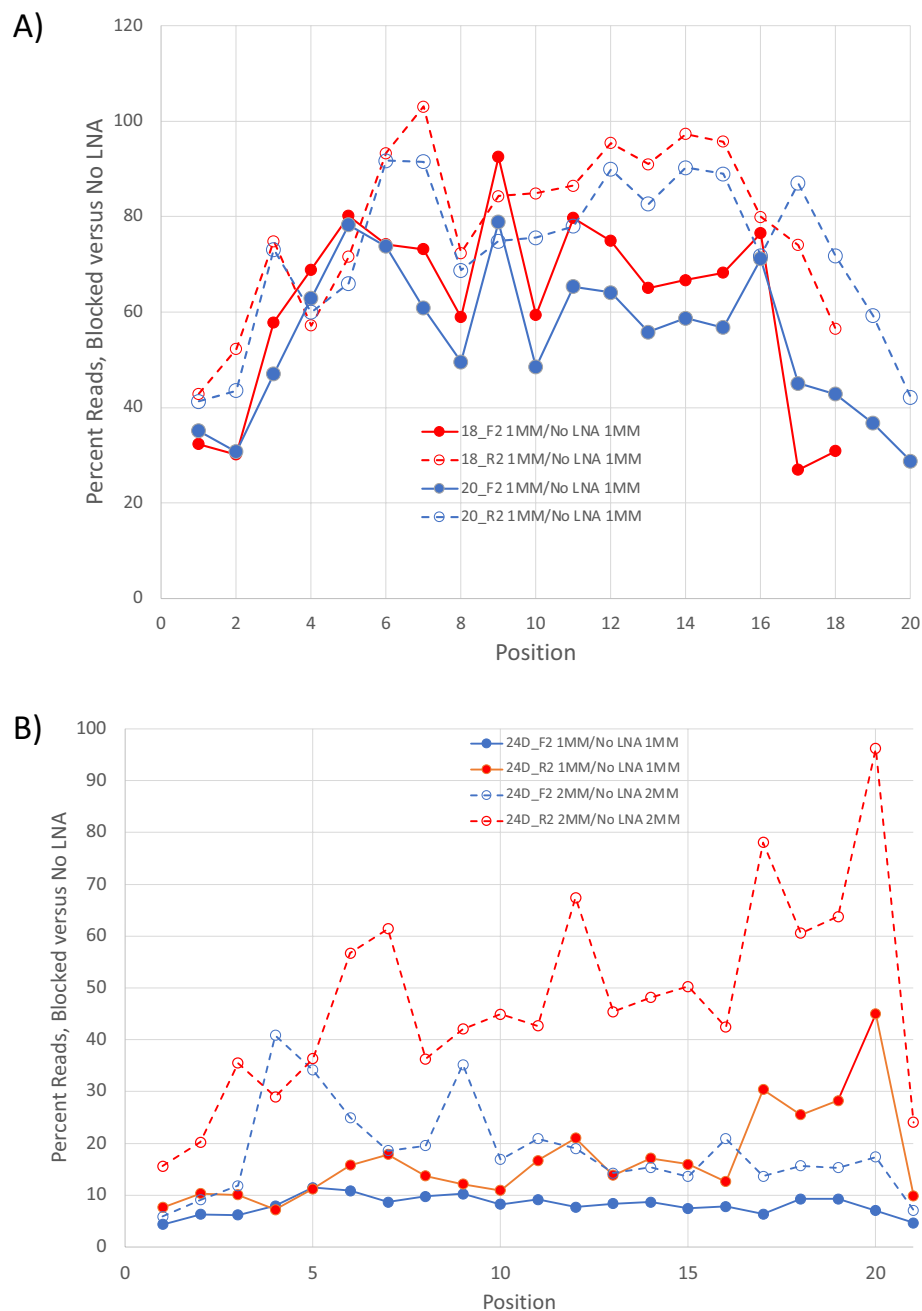 A)
120
100
80
60
40
20
0
Percent Reads, Blocked versus No LNA
18_F2 1MM/No LNA 1MM
18_R2 1MM/No LNA 1MM
20_F2 1MM/No LNA 1MM
20_R2 1MM/No LNA 1MM
0 2 4 6 8 10 12 14 16 18 20
Position
B)
100
90
80
70
60
50
40
30
20
10
0
Percent Reads, Blocked versus No LNA
24D_F2 1MM/No LNA 1MM
24D_R2 1MM/No LNA 1MM
24D_F2 2MM/No LNA 2MM
24D_R2 2MM/No LNA 2MM
0 5 10 15 20
Position